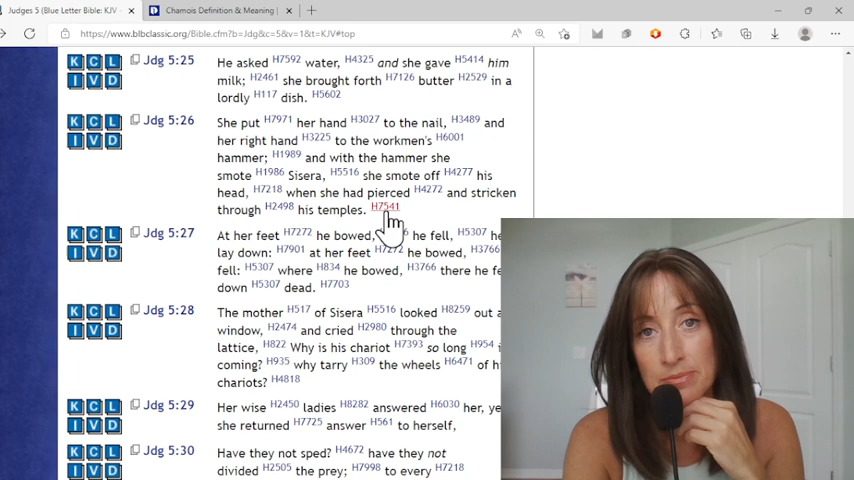 Judges 5 (Blue Letter Bible: KJV -
Chamois Definition & Meaning |
https://www.blbclassic.org/Bible.cfm?b=Jdg&c=5&v=1&t=KJV#top
K C L Jdg 5:25 He asked H7592 water, H4325 and she gave H5414 him
I V D milk; H2461 she brought forth H7126 butter H2529 in a
lordly H117 dish. H5602
K C L Jdg 5:26 She put H7971 her hand H3027 to the nail, H3489 and
I V D her right hand H3225 to the workmen's H6001
hammer; H1989 and with the hammer she
smote H1986 Sisera, H5516 she smote off H4277 his
head, H7218 when she had pierced H4272 and stricken
through H2498 his temples. H7541
K C L Jdg 5:27 At her feet H7272 he bowed, he fell, H5307 he
I V D lay down: H7901 at her feet H7272 he bowed, H3766
fell: H5307 where H834 he bowed, H3766 there he fe
down H5307 dead. H7703
K C L Jdg 5:28 The mother H517 of Sisera H5516 looked H8259 out a
I V D window, H2474 and cried H2980 through the
lattice, H822 Why is his chariot H7393 so long H954 i
coming? H935 why tarry H309 the wheels H6471 of hi
chariots? H4818
K C L Jdg 5:29 Her wise H2450 ladies H8282 answered H6030 her, ye
I V D she returned H7725 answer H561 to herself,
K C L Jdg 5:30 Have they not sped? H4672 have they not
I V D divided H2505 the prey; H7998 to every H7218